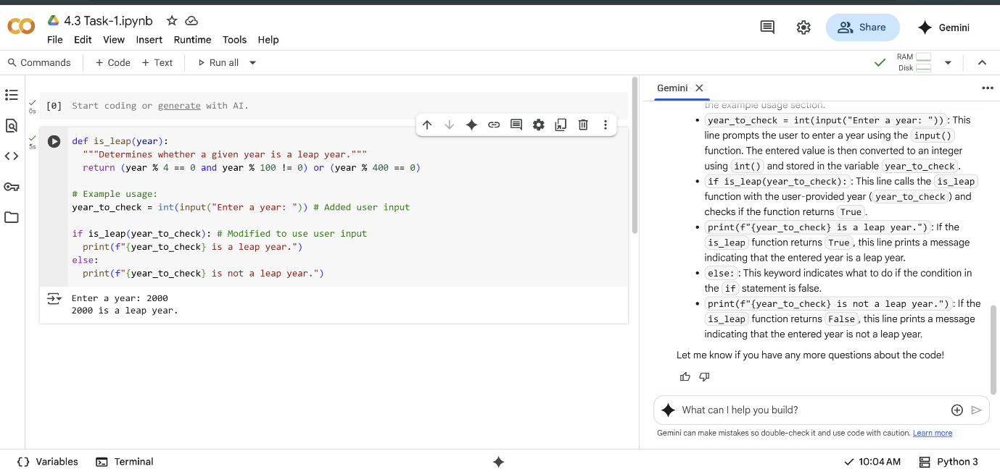 4.3 Task-1.ipynb
File Edit View Insert Runtime Tools Help
Share
Gemini
Commands + Code + Text Run all
RAM
Disk
[0] Start coding or generate with AI.
0s
5s
def is_leap(year):
"""Determines whether a given year is a leap year."""
return (year % 4 == 0 and year % 100 != 0) or (year % 400 == 0)
# Example usage:
year_to_check = int(input("Enter a year: ")) # Added user input
if is_leap(year_to_check): # Modified to use user input
print(f"{year_to_check} is a leap year.")
else:
print(f"{year_to_check} is not a leap year.")
Enter a year: 2000
2000 is a leap year.
Gemini
the example usage section.
• year_to_check = int(input("Enter a year: ")): This
line prompts the user to enter a year using the input()
function. The entered value is then converted to an integer
using int() and stored in the variable year_to_check.
• if is_leap(year_to_check):: This line calls the is_leap
function with the user-provided year (year_to_check) and
checks if the function returns True.
• print(f"{year_to_check} is a leap year."): If the
is_leap function returns True, this line prints a message
indicating that the entered year is a leap year.
• else:: This keyword indicates what to do if the condition in
the if statement is false.
• print(f"{year_to_check} is not a leap year."): If the
is_leap function returns False, this line prints a message
indicating that the entered year is not a leap year.
Let me know if you have any more questions about the code!
What can I help you build?
Gemini can make mistakes so double-check it and use code with caution. Learn more
{} Variables Terminal
10:04 AM Python 3